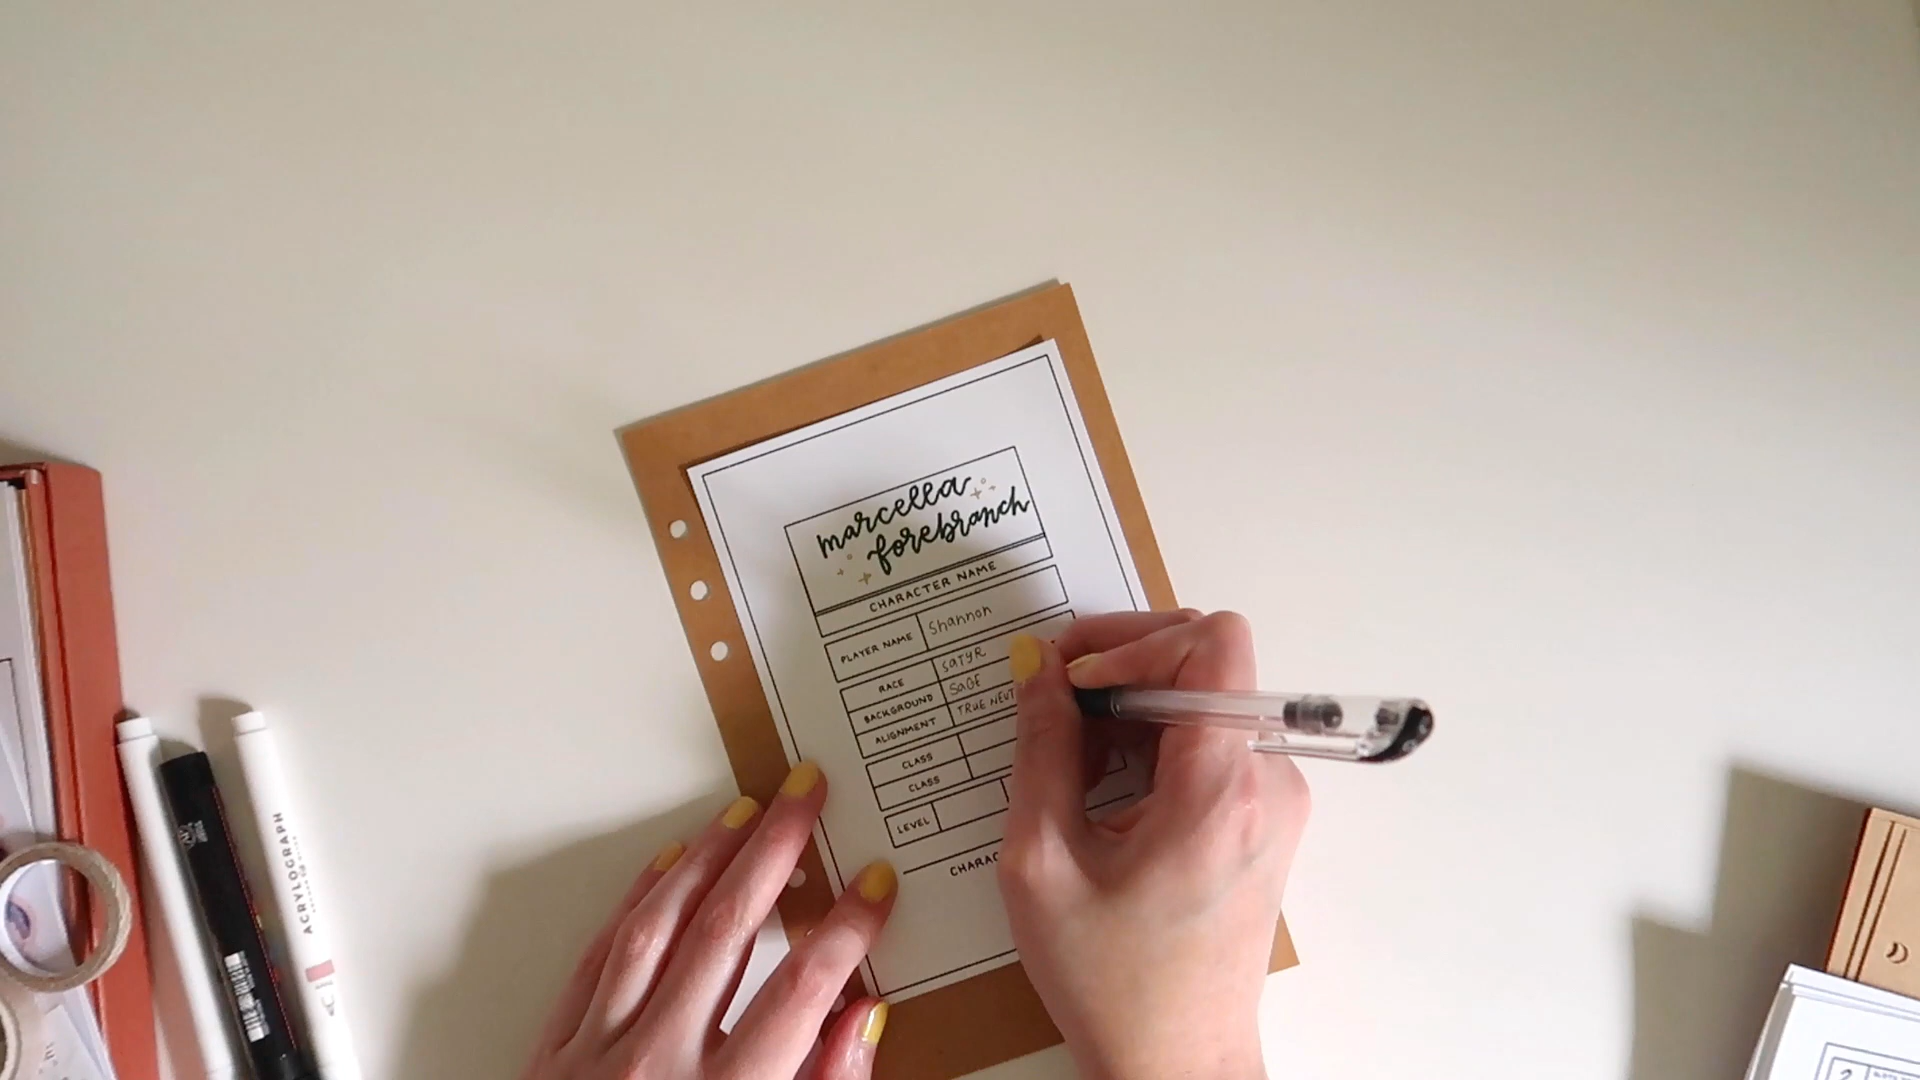 marcella
forebranch
CHARACTER NAME
PLAYER NAME Shannon
RACE SATYR
BACKGROUND SAGE
ALIGNMENT TRUE NEUT
CLASS
CLASS
LEVEL
CHARAC
ACRYLOGRAPH
2